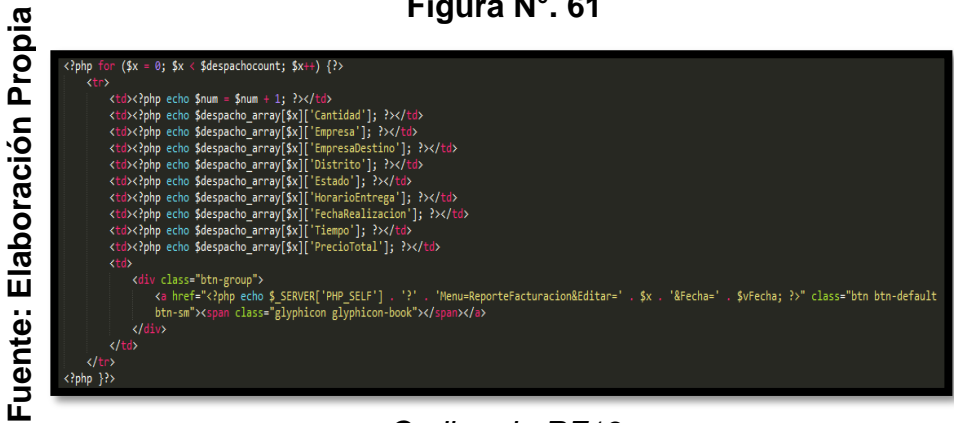 Figura N°. 61
Fuente: Elaboración Propia
<?php for ($x = 0; $x < $despachocount; $x++) {?>
<tr>
<td><?php echo $num = $num + 1; ?></td>
<td><?php echo $despacho_array[$x]['Cantidad']; ?></td>
<td><?php echo $despacho_array[$x]['Empresa']; ?></td>
<td><?php echo $despacho_array[$x]['EmpresaDestino']; ?></td>
<td><?php echo $despacho_array[$x]['Distrito']; ?></td>
<td><?php echo $despacho_array[$x]['Estado']; ?></td>
<td><?php echo $despacho_array[$x]['HorarioEntrega']; ?></td>
<td><?php echo $despacho_array[$x]['FechaRealizacion']; ?></td>
<td><?php echo $despacho_array[$x]['Tiempo']; ?></td>
<td><?php echo $despacho_array[$x]['PrecioTotal']; ?></td>
<td>
<div class="btn-group">
<a href="<?php echo $_SERVER['PHP_SELF'] . '?' . 'Menu=ReporteFacturacion&Editar=' . $x . '&Fecha=' . $vFecha; ?>" class="btn btn-default
btn-sm"><span class="glyphicon glyphicon-book"></span></a>
</div>
</td>
</tr>
<?php }?>